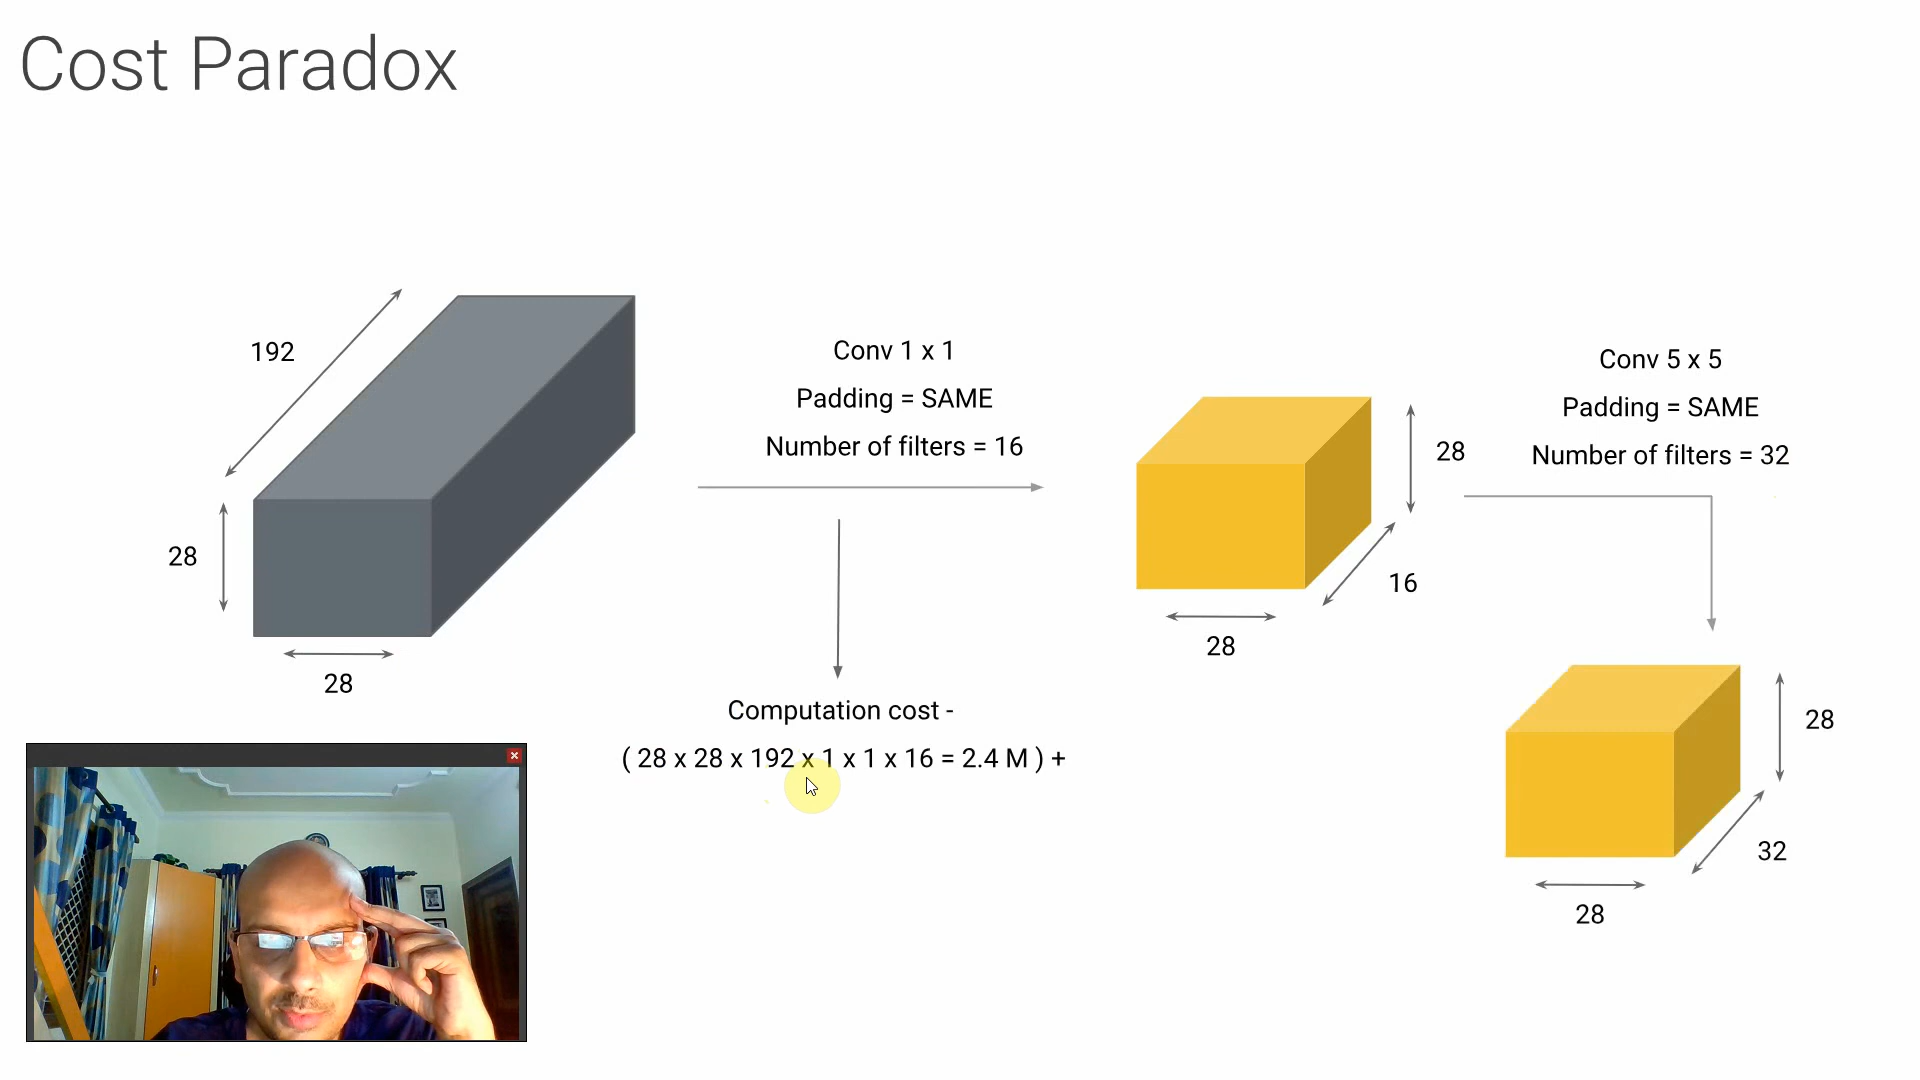 Cost Paradox
192
28
28
Conv 1 x 1
Padding = SAME
Number of filters = 16
Computation cost -
( 28 x 28 x 192 x 1 x 1 x 16 = 2.4 M ) +
28
16
28
Conv 5 x 5
Padding = SAME
Number of filters = 32
28
32
28